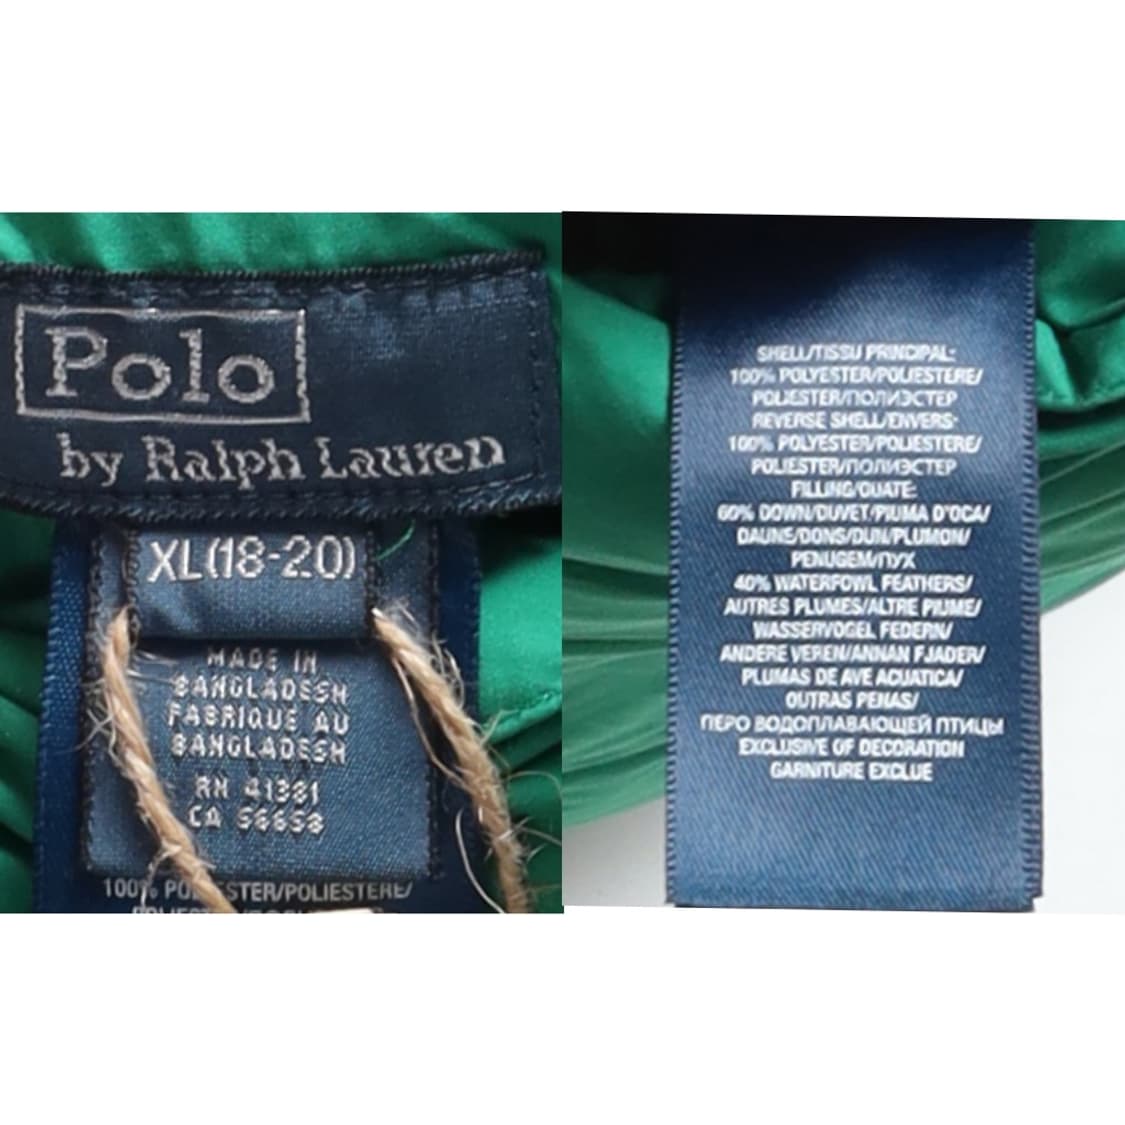 Polo
by Ralph Lauren
XL(18-20)
MADE IN
BANGLADESH
FABRIQUE AU
BANGLADESH
RN 41381
CA 56658
100% POLYESTER/POLIESTERE/
SHELL/TISSU PRINCIPAL:
100% POLYESTER/POLIESTERE/
POLIESTER/ПОЛИЭСТЕР
REVERSE SHELL/ENVERS:
100% POLYESTER/POLIESTERE/
POLIESTER/ПОЛИЭСТЕР
FILLING/OUATE:
60% DOWN/DUVET/PIUMA D'OCA/
DAUNE/DONS/DUN/PLUMON/
PENUGEM/ПУХ
40% WATERFOWL FEATHERS/
AUTRES PLUMES/ALTRE PIUME/
WASSERVOGEL FEDERN/
ANDERE VEREN/ANNAN FJADER/
PLUMAS DE AVE ACUATICA/
OUTRAS PENAS/
ПЕРО ВОДОПЛАВАЮЩЕЙ ПТИЦЫ
EXCLUSIVE OF DECORATION
GARNITURE EXCLUE